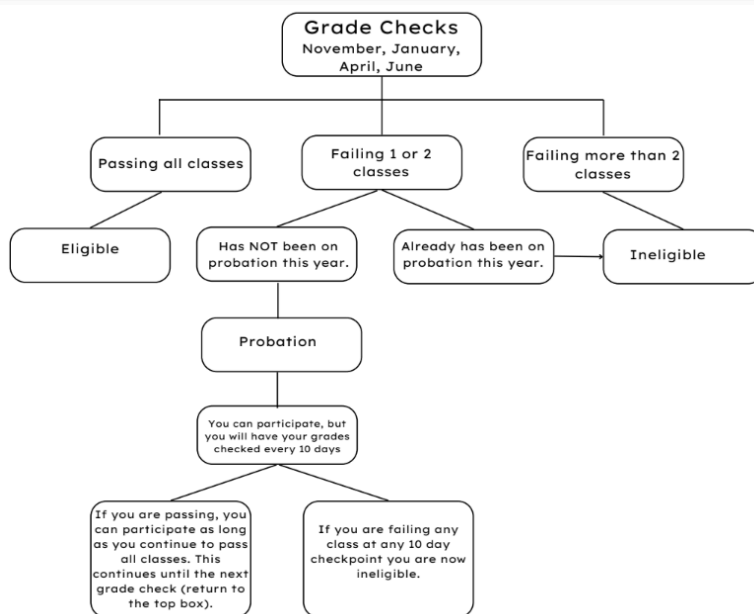 Grade Checks
November, January,
April, June
Passing all classes
Failing 1 or 2
classes
Failing more than 2
classes
Eligible
Has NOT been on
probation this year.
Already has been on
probation this year.
Ineligible
Probation
You can participate, but
you will have your grades
checked every 10 days
If you are passing, you
can participate as long
as you continue to pass
all classes. This
continues until the next
grade check (return to
the top box).
If you are failing any
class at any 10 day
checkpoint you are now
ineligible.